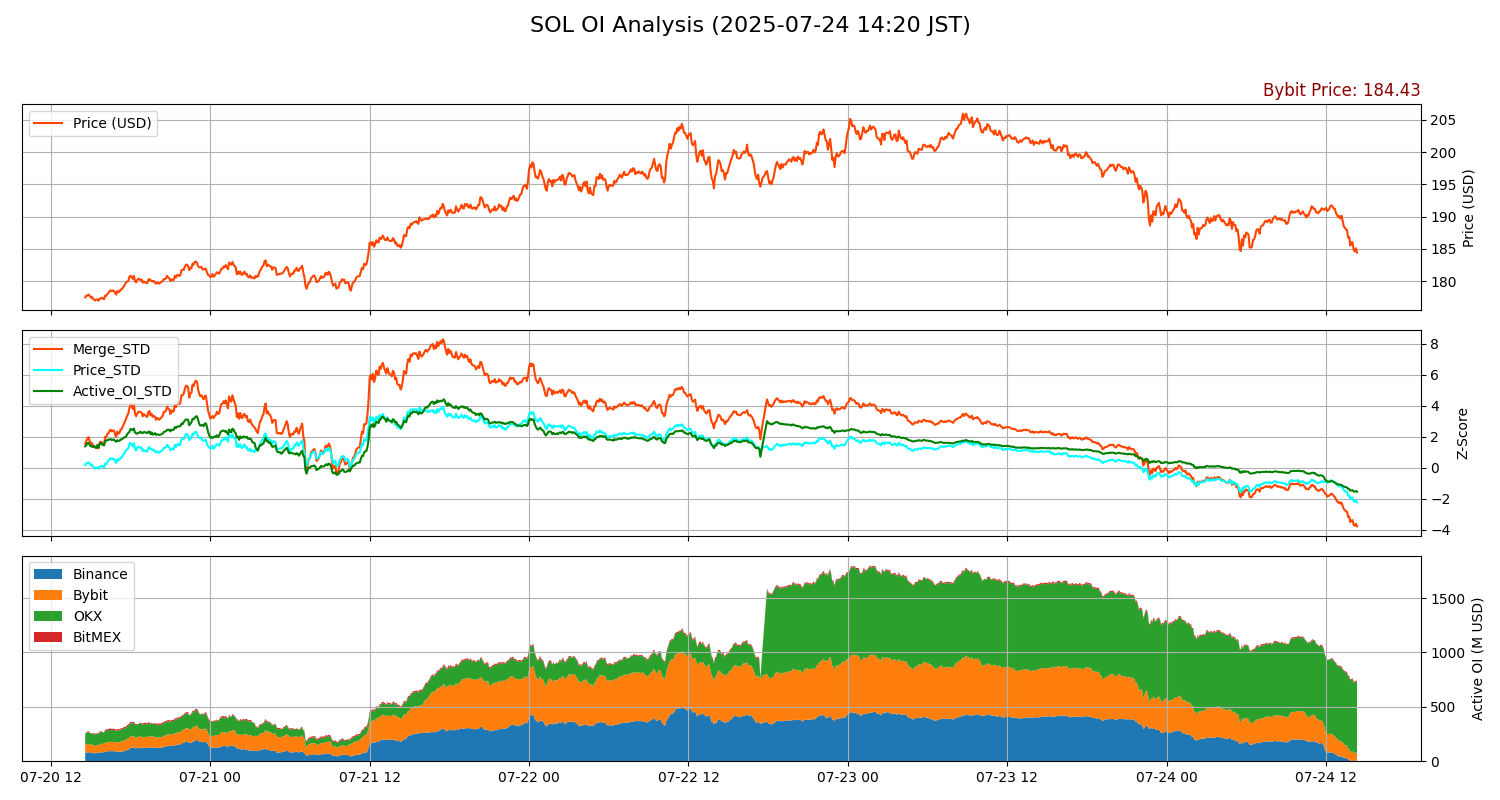 SOL OI Analysis (2025-07-24 14:20 JST)
Bybit Price: 184.43
Price (USD)
205
200
195
190
185
180
Price (USD)
Merge_STD
Price_STD
Active_OI_STD
8
6
4
2
0
−2
−4
Z-Score
Binance
Bybit
OKX
BitMEX
1500
1000
500
0
Active OI (M USD)
07-20 12
07-21 00
07-21 12
07-22 00
07-22 12
07-23 00
07-23 12
07-24 00
07-24 12